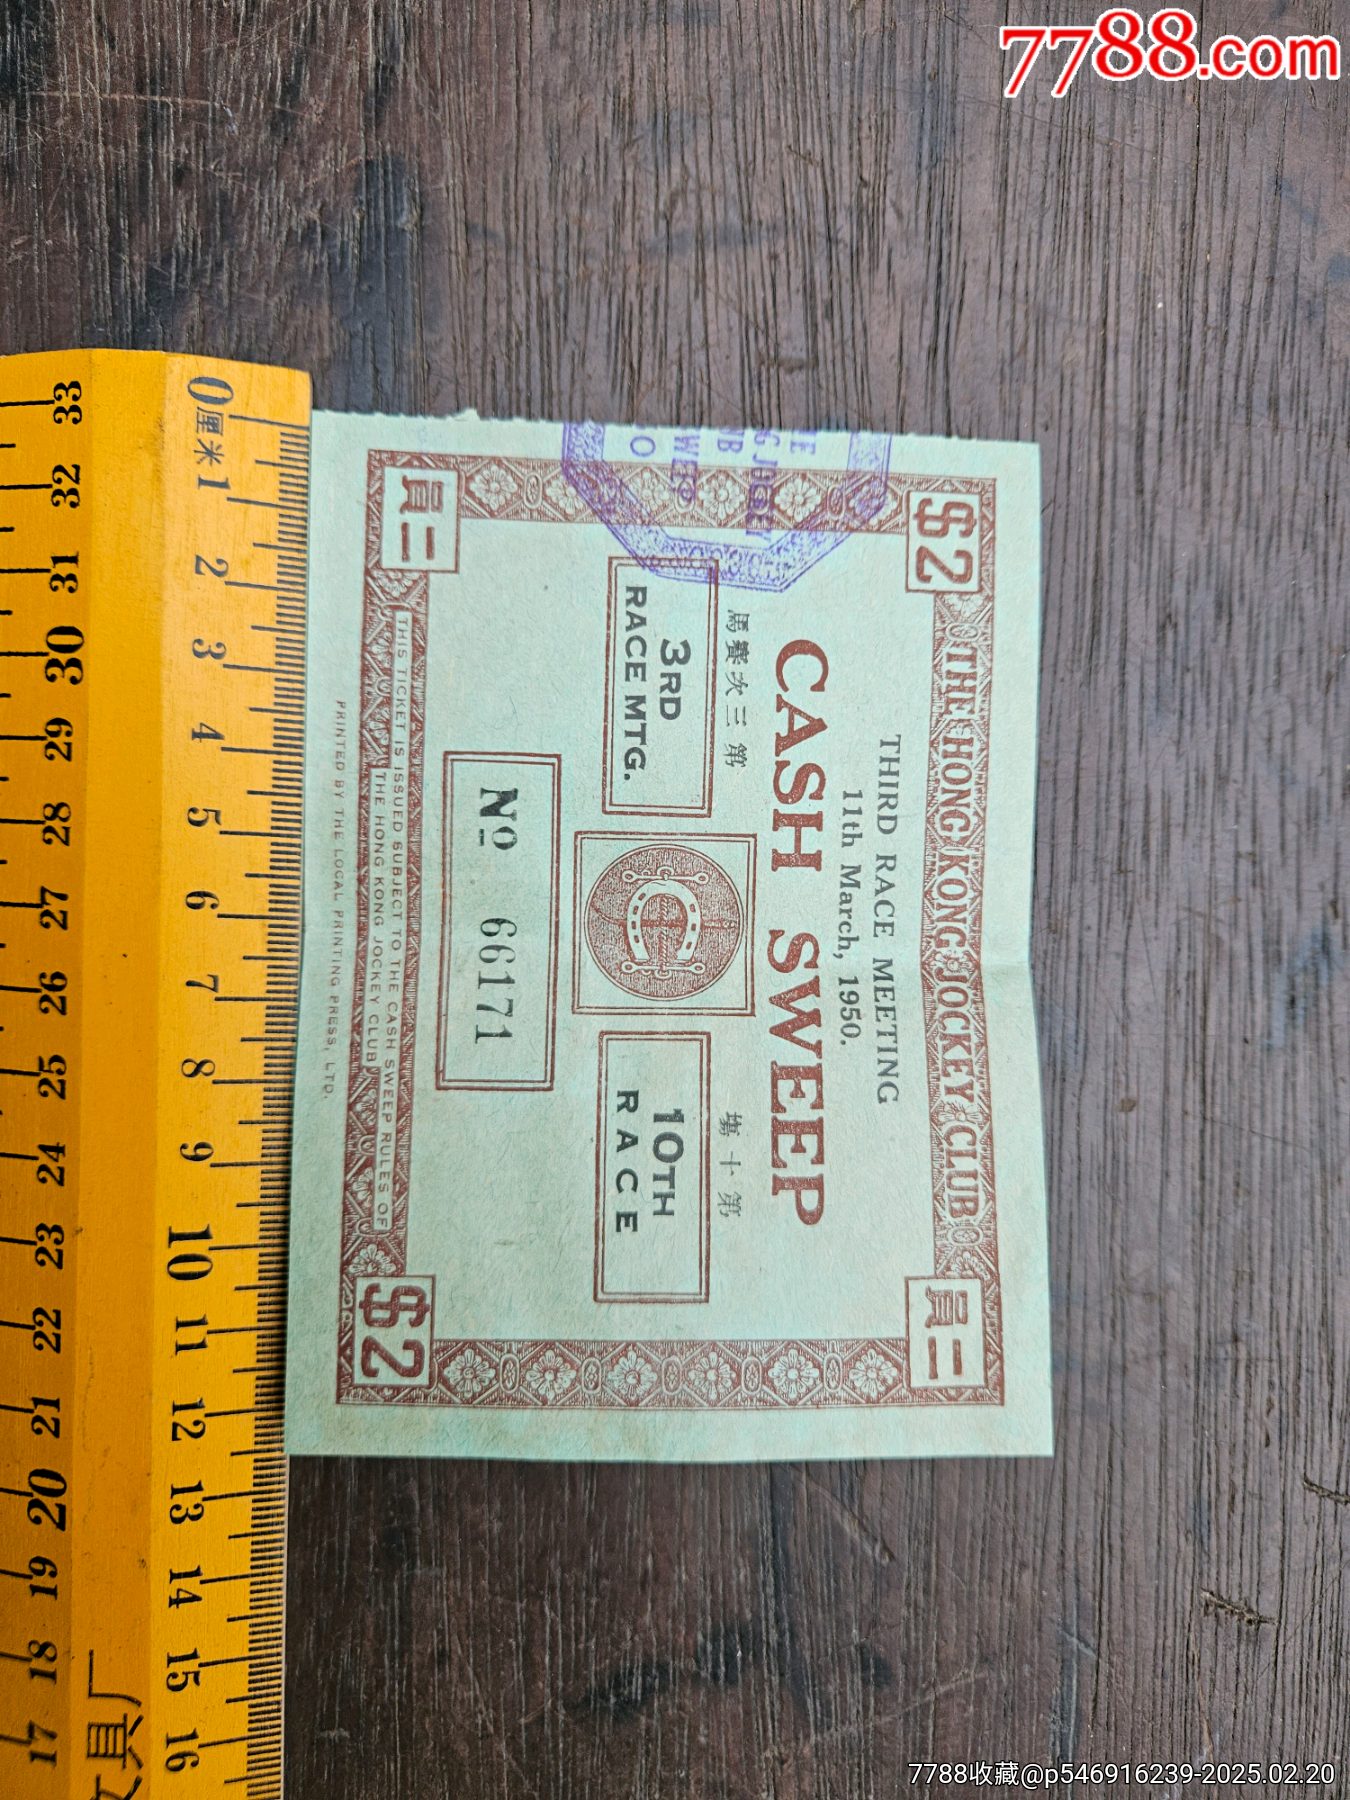 7788.com
THE HONG KONG JOCKEY CLUB
$2
員二
THIRD RACE MEETING
11th March, 1950.
CASH SWEEP
馬賽次三第
塲十第
3RD
RACE MTG.
10TH
RACE
No 66171
員二
$2
THIS TICKET IS ISSUED SUBJECT TO THE CASH SWEEP RULES OF
THE HONG KONG JOCKEY CLUB
PRINTED BY THE LOCAL PRINTING PRESS, LTD.
0厘米 1 2 3 4 5 6 7 8 9 10 11 12 13 14 15 16
33 32 31 30 29 28 27 26 25 24 23 22 21 20 19 18 17
具厂
7788收藏@p546916239-2025.02.20